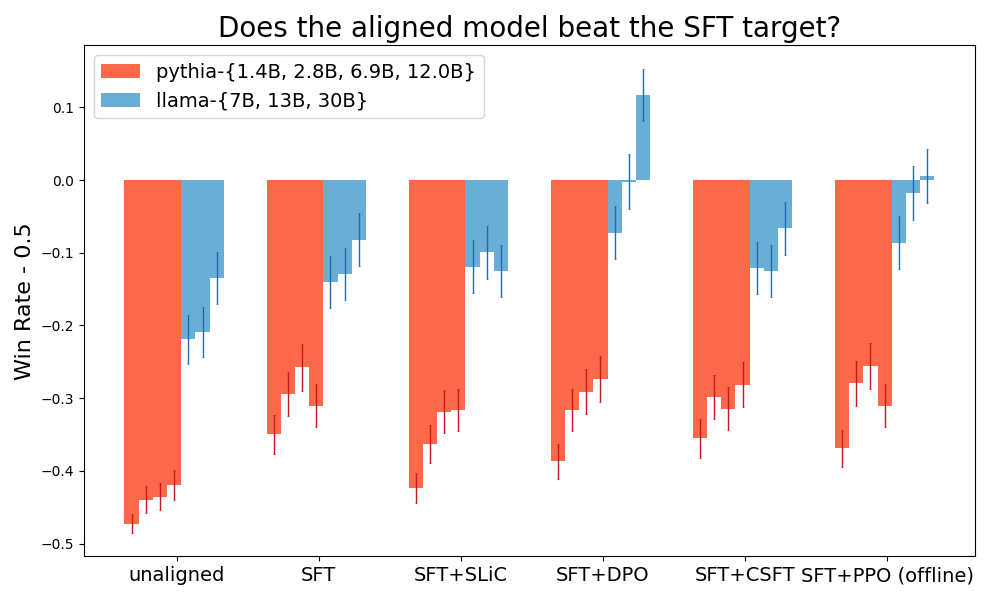 Does the aligned model beat the SFT target?
pythia-{1.4B, 2.8B, 6.9B, 12.0B}
llama-{7B, 13B, 30B}
Win Rate - 0.5
0.1
0.0
−0.1
−0.2
−0.3
−0.4
−0.5
unaligned
SFT
SFT+SLiC
SFT+DPO
SFT+CSFT
SFT+PPO (offline)